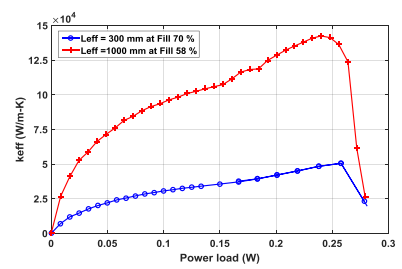 ×10⁴
15
12.5
10
7.5
5
2.5
0
keff (W/m-K)
Leff = 300 mm at Fill 70 %
Leff =1000 mm at Fill 58 %
0 0.05 0.1 0.15 0.2 0.25 0.3
Power load (W)